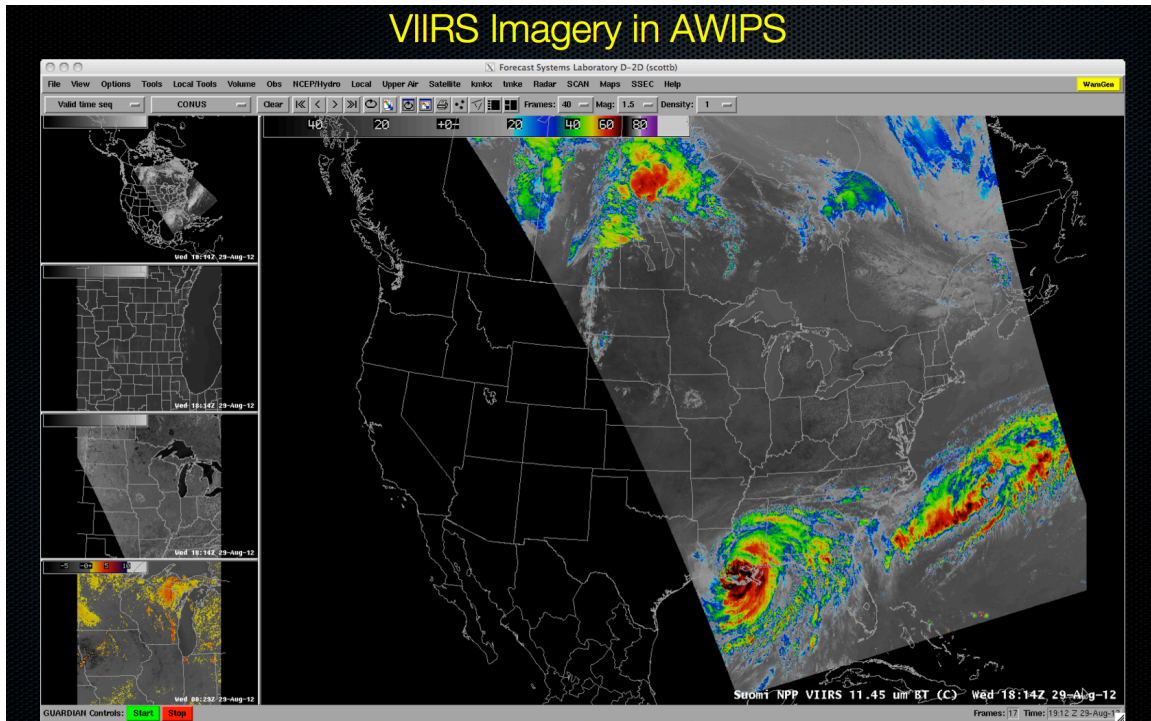 VIIRS Imagery in AWIPS
Forecast Systems Laboratory D-2D (scottb)
File View Options Tools Local Tools Volume Obs NCEP/Hydro Local Upper Air Satellite kmkx tmke Radar SCAN Maps SSEC Help WarnGen
Valid time seq CONUS Clear Frames: 40 Mag: 1.5 Density: 1
40 20 +0+ 20 40 60 80
Wed 18:14Z 29-Aug-12
Wed 18:14Z 29-Aug-12
Wed 18:14Z 29-Aug-12
-5 -0+ 5 10
Wed 08:29Z 29-Aug-12
Suomi NPP VIIRS 11.45 um BT (C) Wed 18:14Z 29-Aug-12
GUARDIAN Controls: Start Stop Frames: 17 Time: 19:12 Z 29-Aug-12